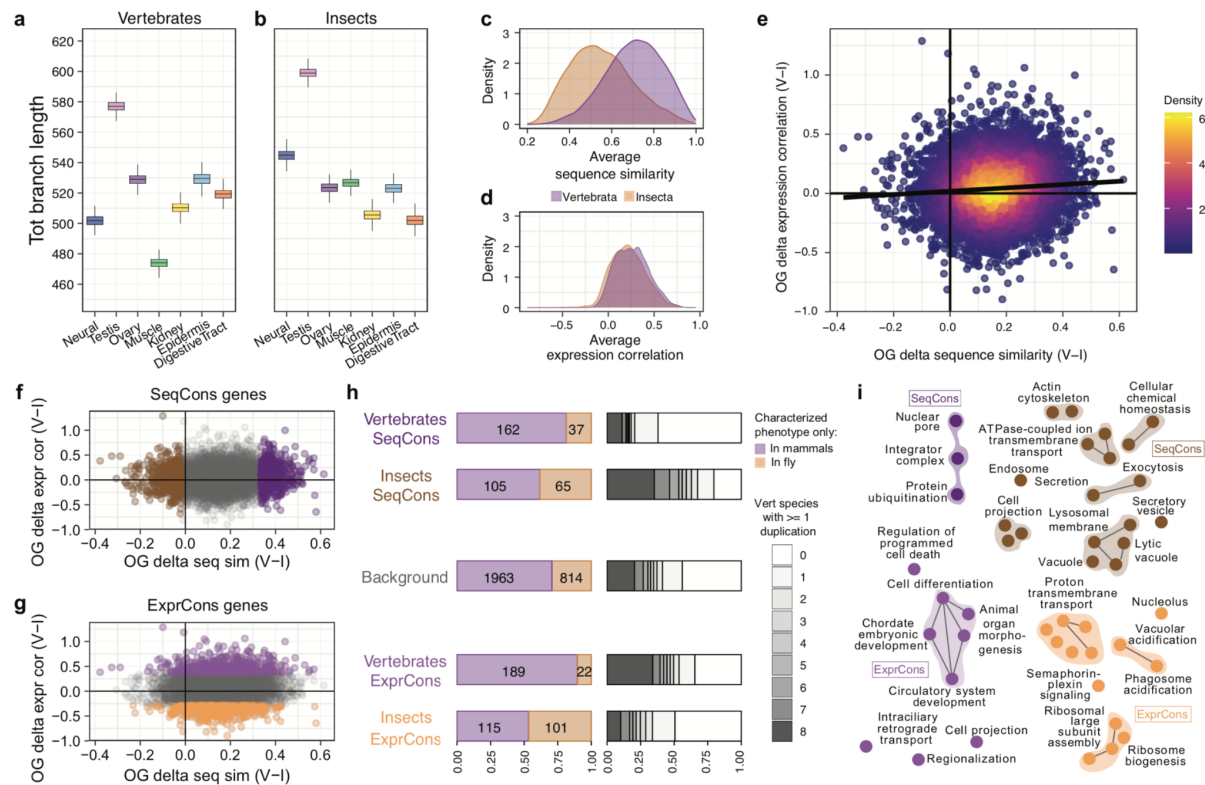 a
Vertebrates
Tot branch length
620
600
580
560
540
520
500
480
460
Neural
Testis
Ovary
Muscle
Kidney
Epidermis
Digestive Tract
b
Insects
Neural
Testis
Ovary
Muscle
Kidney
Epidermis
Digestive Tract
c
Density
3
2
1
0
0.2 0.4 0.6 0.8 1.0
Average
sequence similarity
Vertebrata Insecta
d
Density
3
2
1
0
−0.5 0.0 0.5 1.0
Average
expression correlation
e
OG delta expression correlation (V−I)
1.0
0.5
0.0
−0.5
−1.0
−0.4 −0.2 0.0 0.2 0.4 0.6
OG delta sequence similarity (V−I)
Density
6
4
2
f
SeqCons genes
OG delta expr cor (V−I)
1.0
0.5
0.0
−0.5
−1.0
−0.4 −0.2 0.0 0.2 0.4 0.6
OG delta seq sim (V−I)
g
ExprCons genes
OG delta expr cor (V−I)
1.0
0.5
0.0
−0.5
−1.0
−0.4 −0.2 0.0 0.2 0.4 0.6
OG delta seq sim (V−I)
h
Vertebrates
SeqCons
162 37
Insects
SeqCons
105 65
Background
1963 814
Vertebrates
ExprCons
189 22
Insects
ExprCons
115 101
0.00 0.25 0.50 0.75 1.00
0.00 0.25 0.50 0.75 1.00
Characterized
phenotype only:
In mammals
In fly
Vert species
with >= 1
duplication
0
1
2
3
4
5
6
7
8
i
SeqCons
Nuclear
pore
Integrator
complex
Protein
ubiquitination
Regulation of
programmed
cell death
Cell differentiation
Chordate
embryonic
development
Animal
organ
morpho-
genesis
ExprCons
Circulatory system
development
Intraciliary
retrograde
transport
Cell projection
Regionalization
Actin
cytoskeleton
Cellular
chemical
homeostasis
ATPase-coupled ion
transmembrane
transport
SeqCons
Endosome
Secretion
Exocytosis
Cell
projection
Lysosomal
membrane
Secretory
vesicle
Vacuole
Lytic
vacuole
Proton
transmembrane
transport
Nucleolus
Vacuolar
acidification
Semaphorin-
plexin
signaling
Phagosome
acidification
Ribosomal
large
subunit
assembly
ExprCons
Ribosome
biogenesis